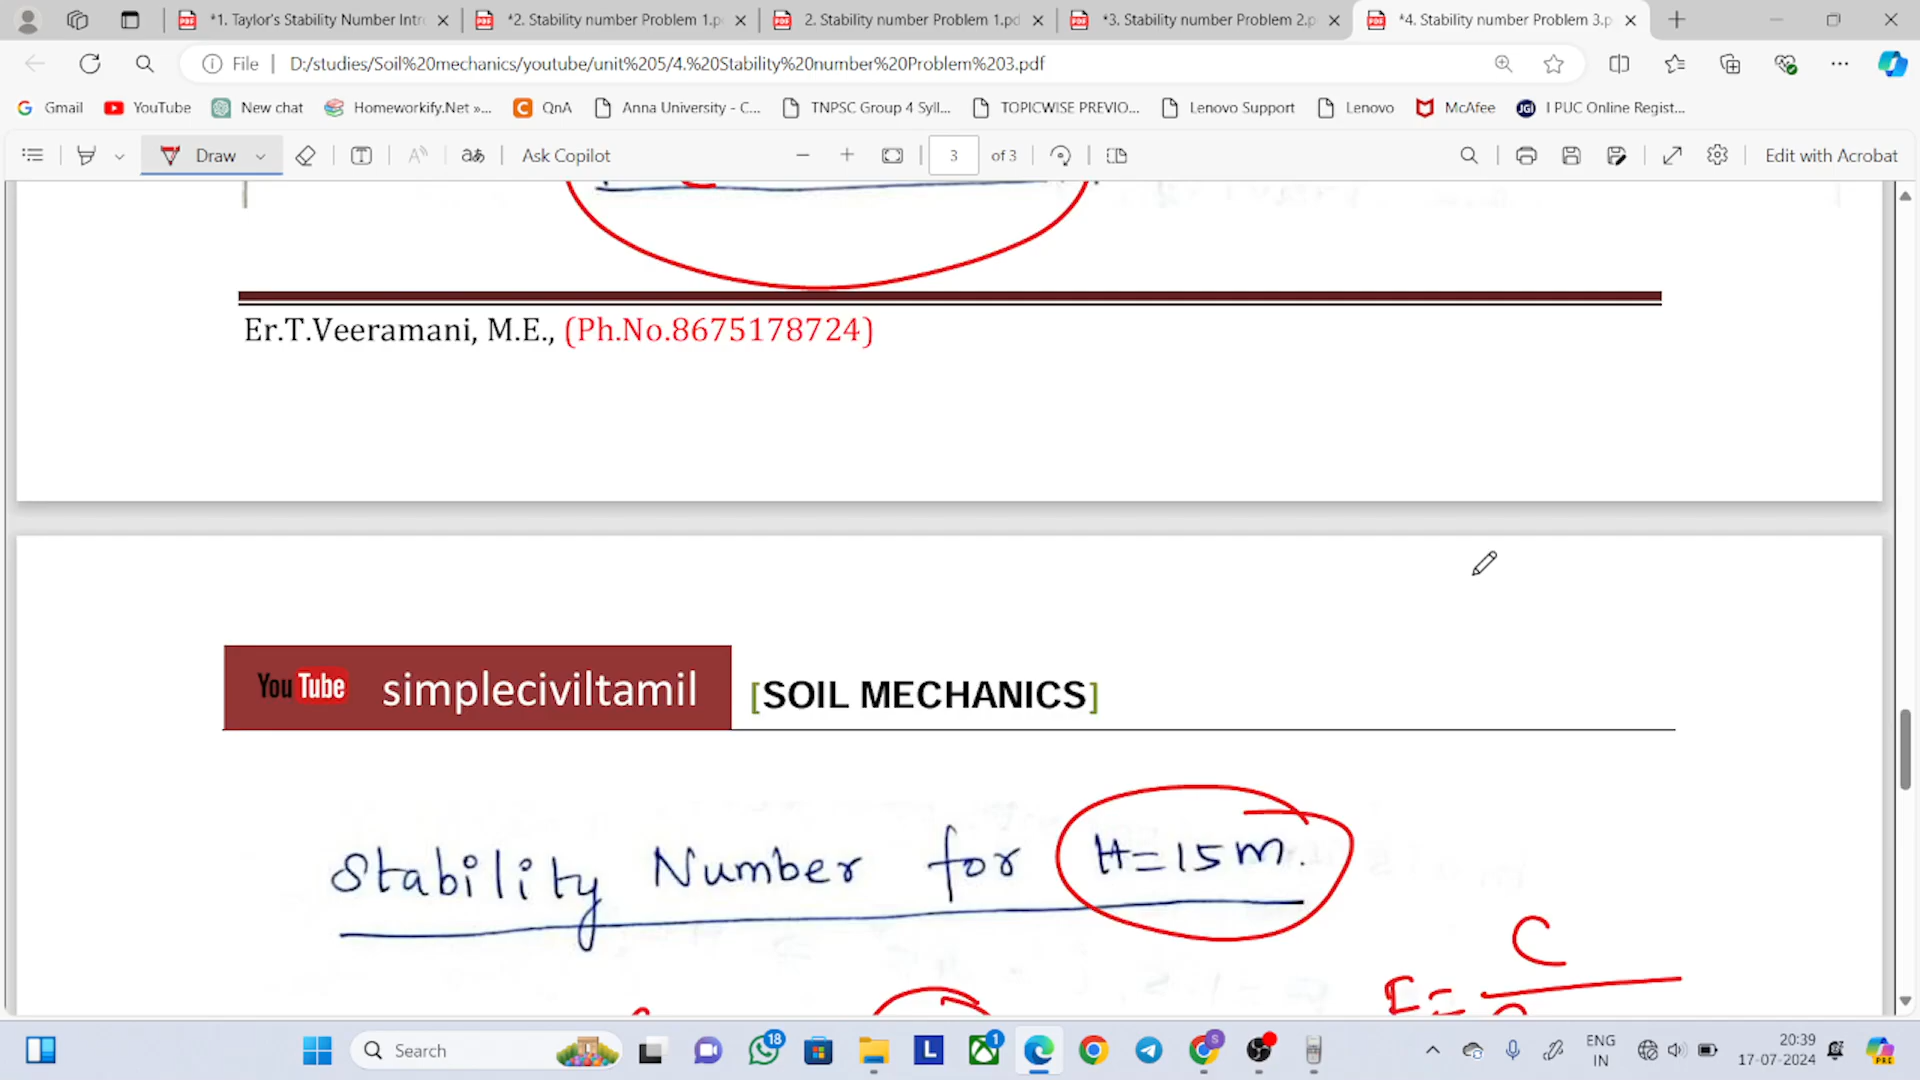 *1. Taylor's Stability Number Intro
*2. Stability number Problem 1.p
2. Stability number Problem 1.pd
*3. Stability number Problem 2.p
*4. Stability number Problem 3.p
File
D:/studies/Soil%20mechanics/youtube/unit%205/4.%20Stability%20number%20Problem%203.pdf
Gmail
YouTube
New chat
Homeworkify.Net »...
QnA
Anna University - C...
TNPSC Group 4 Syll...
TOPICWISE PREVIO...
Lenovo Support
Lenovo
McAfee
I PUC Online Regist...
Draw
Ask Copilot
3 of 3
Edit with Acrobat
Er.T.Veeramani, M.E., (Ph.No.8675178724)
YouTube simpleciviltamil [SOIL MECHANICS]
Stability Number for H=15m.
C
Search
18
1
ENG
IN
20:39
17-07-2024